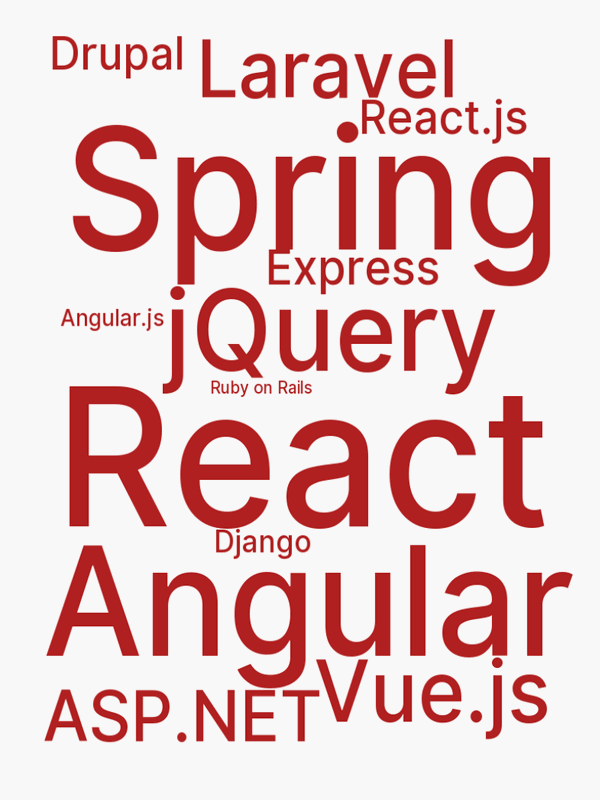 Drupal
Laravel
React.js
Spring
Express
Angular.js
jQuery
Ruby on Rails
React
Django
Angular
Vue.js
ASP.NET